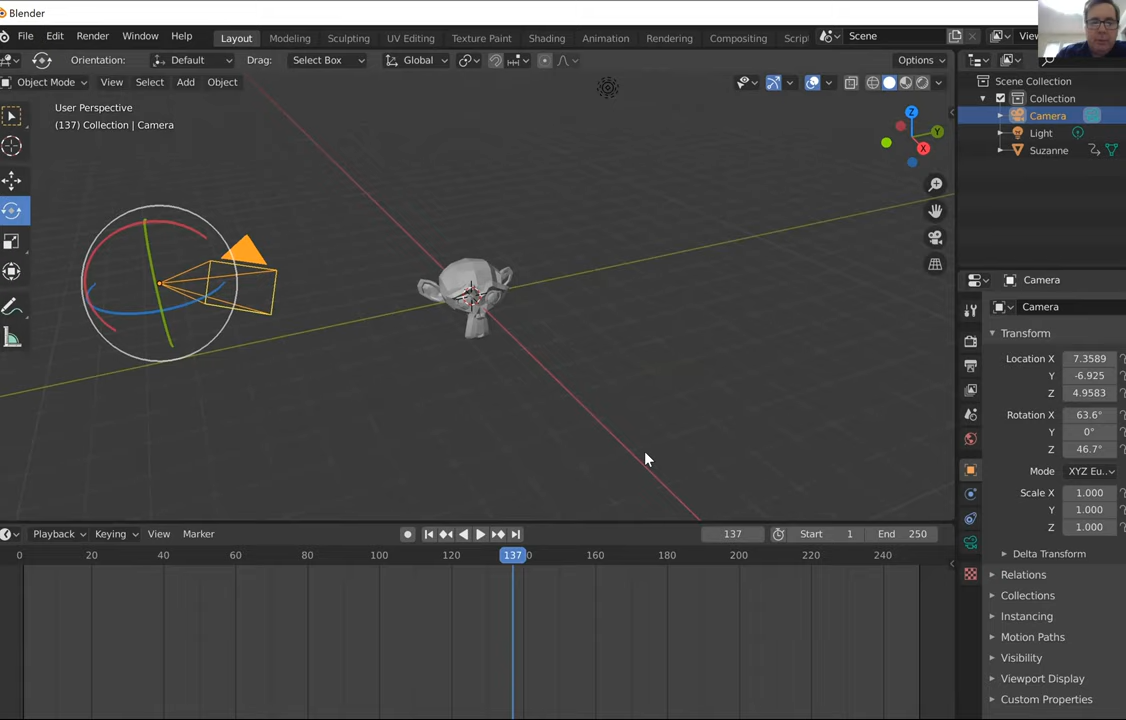 Blender
File Edit Render Window Help Layout Modeling Sculpting UV Editing Texture Paint Shading Animation Rendering Compositing Scrip Scene
Orientation: Default Drag: Select Box Global Options
Object Mode View Select Add Object
User Perspective
(137) Collection | Camera
Z
Y
X
Scene Collection
Collection
Camera
Light
Suzanne
Camera
Camera
Transform
Location X 7.3589
Y -6.925
Z 4.9583
Rotation X 63.6°
Y 0°
Z 46.7°
Mode XYZ Eu..
Scale X 1.000
Y 1.000
Z 1.000
Delta Transform
Relations
Collections
Instancing
Motion Paths
Visibility
Viewport Display
Custom Properties
Playback Keying View Marker 137 Start 1 End 250
0 20 40 60 80 100 120 137 160 180 200 220 240